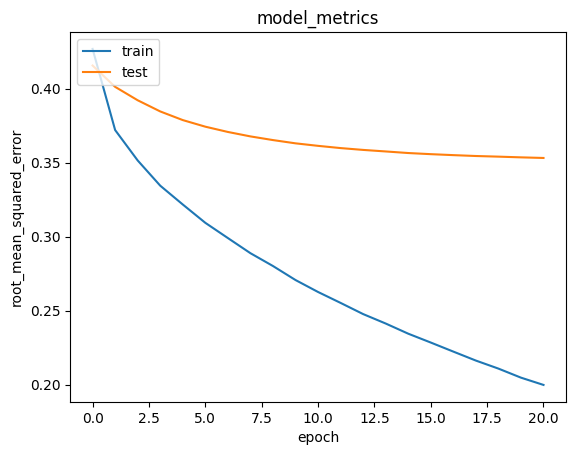 model_metrics
train
test
root_mean_squared_error
0.40
0.35
0.30
0.25
0.20
0.0 2.5 5.0 7.5 10.0 12.5 15.0 17.5 20.0
epoch